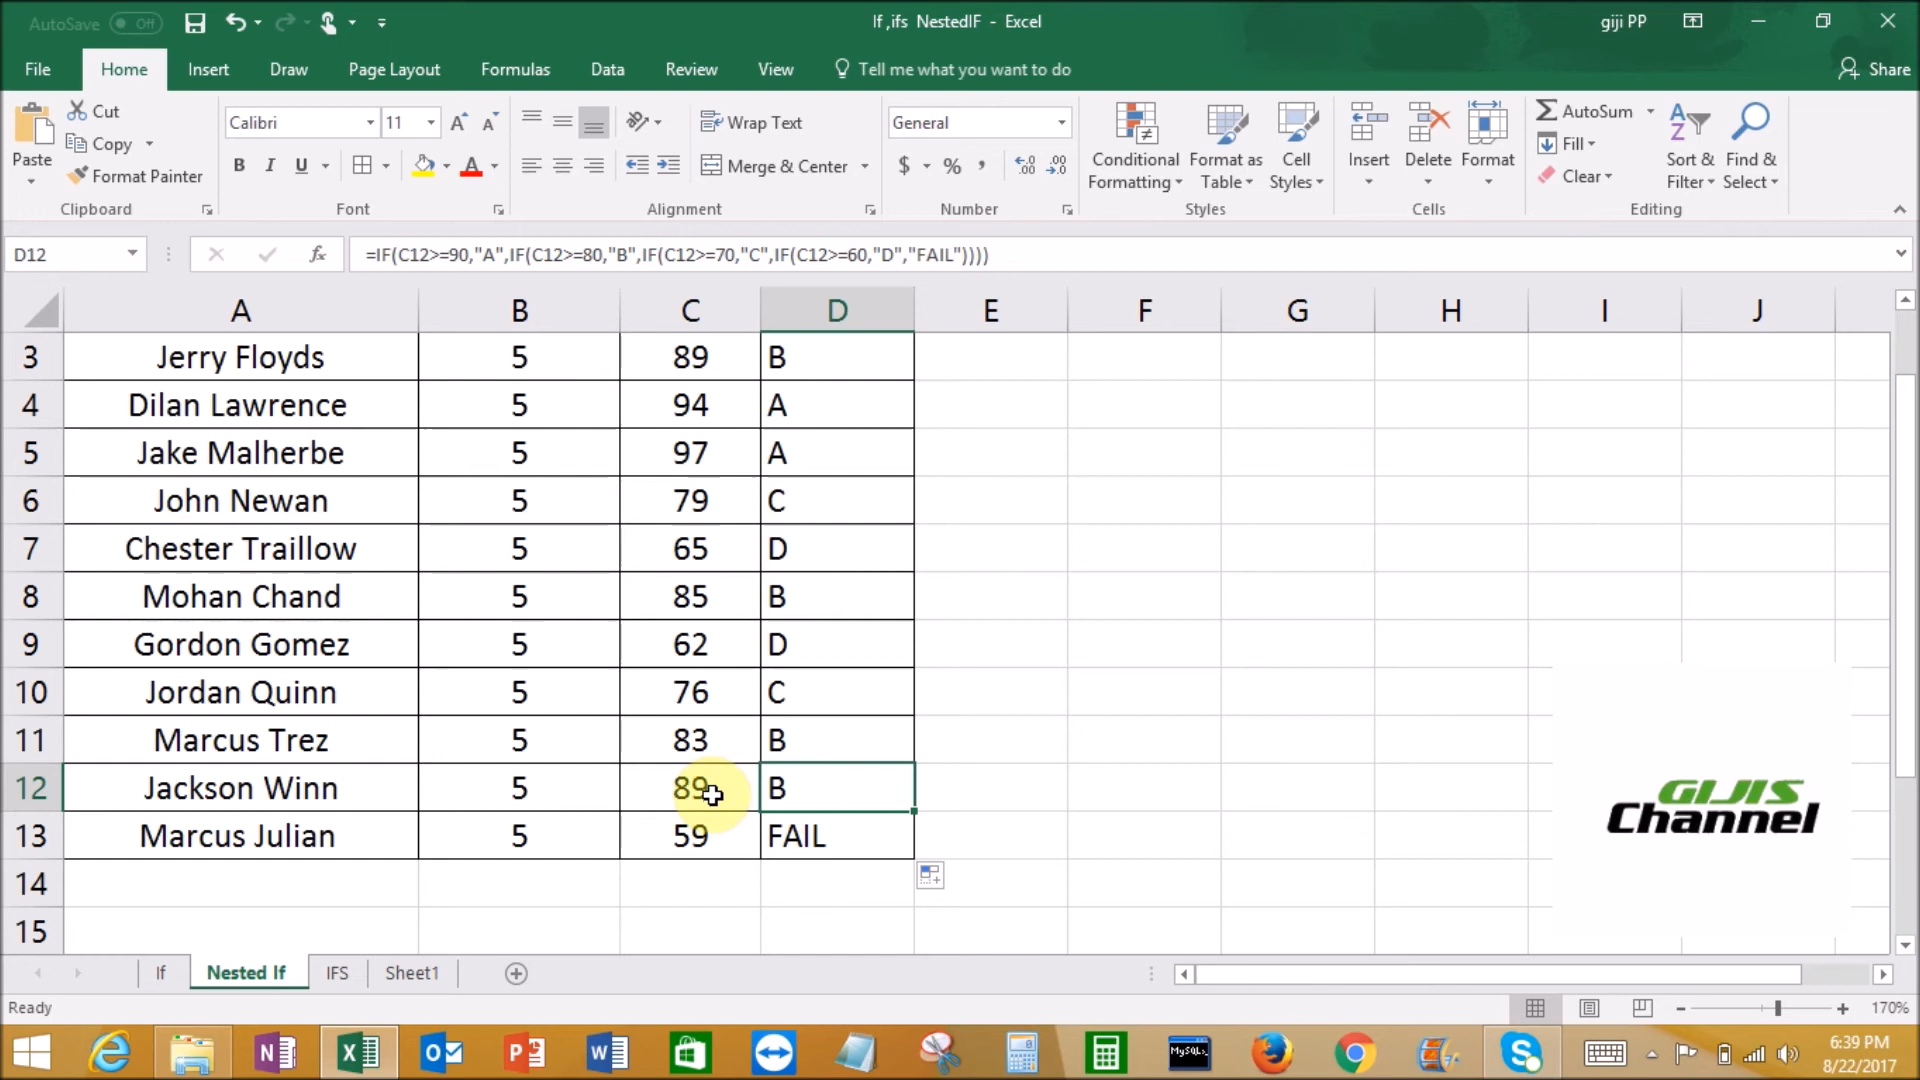 AutoSave Off
If ,ifs NestedIF - Excel
giji PP
File Home Insert Draw Page Layout Formulas Data Review View Tell me what you want to do Share
Paste
Cut
Copy
Format Painter
Clipboard
Calibri 11
B I U A
Font
Wrap Text
Merge & Center
Alignment
General
$ % ,
Number
Conditional Formatting
Format as Table
Cell Styles
Styles
Insert
Delete
Format
Cells
AutoSum
Fill
Clear
Sort & Filter
Find & Select
Editing
D12 fx =IF(C12>=90,"A",IF(C12>=80,"B",IF(C12>=70,"C",IF(C12>=60,"D","FAIL"))))
A B C D E F G H I J
3 Jerry Floyds 5 89 B
4 Dilan Lawrence 5 94 A
5 Jake Malherbe 5 97 A
6 John Newan 5 79 C
7 Chester Traillow 5 65 D
8 Mohan Chand 5 85 B
9 Gordon Gomez 5 62 D
10 Jordan Quinn 5 76 C
11 Marcus Trez 5 83 B
12 Jackson Winn 5 89 B
13 Marcus Julian 5 59 FAIL
14
15
GIJIS
Channel
If Nested If IFS Sheet1
Ready
170%
MySQL
6:39 PM
8/22/2017